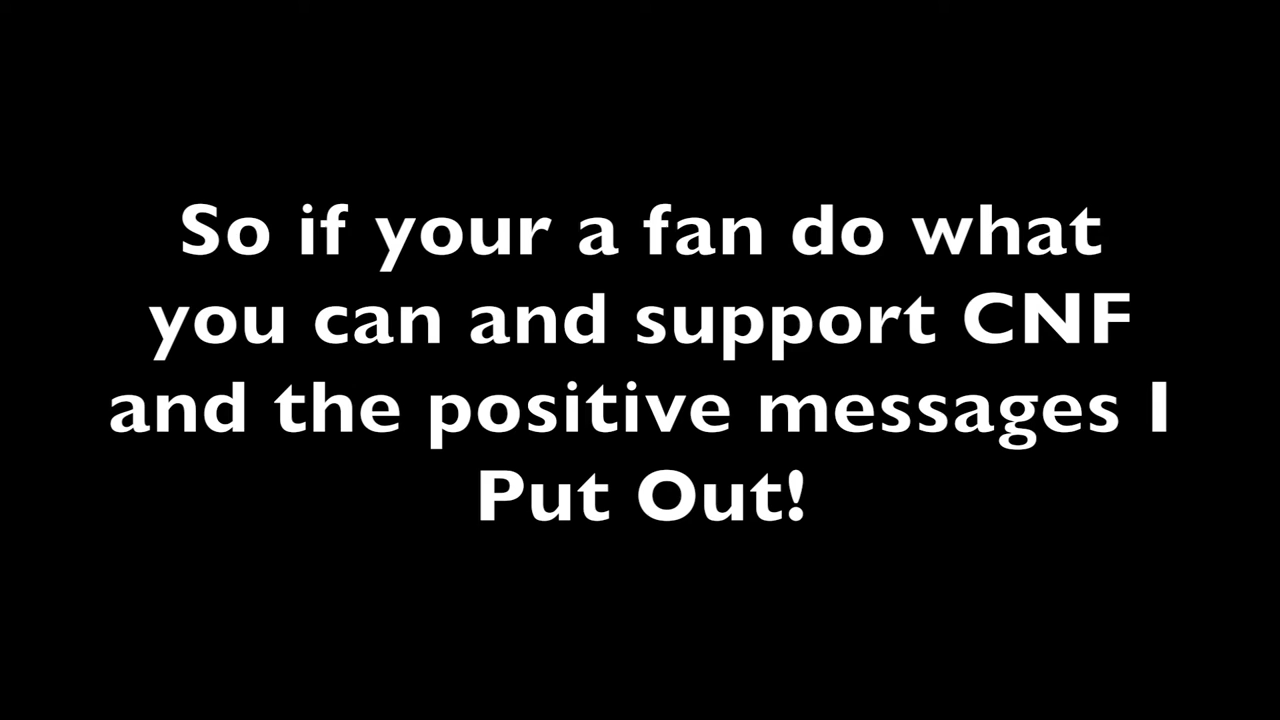 So if your a fan do what
you can and support CNF
and the positive messages I
Put Out!